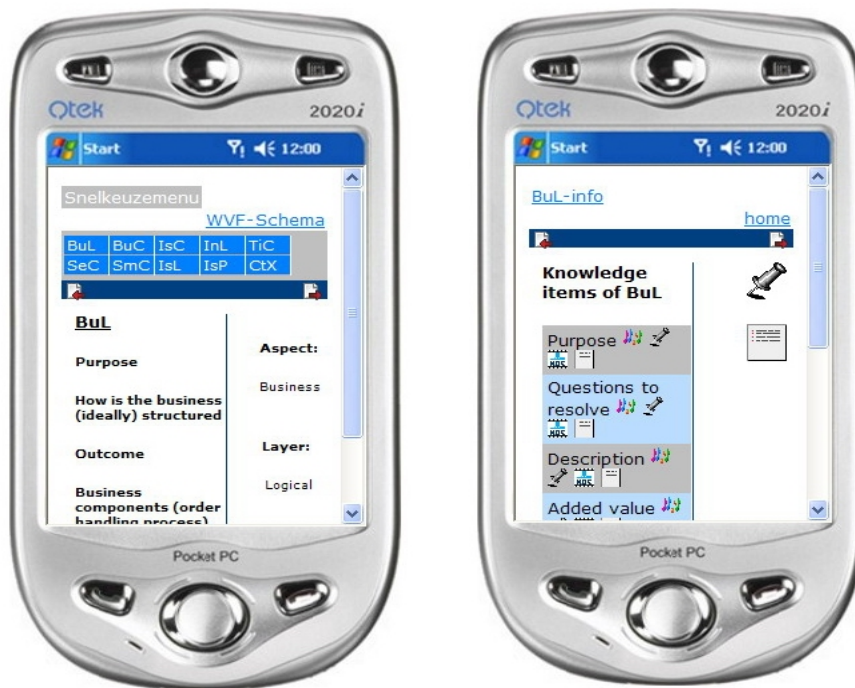 Qtek 2020i
Start 12:00
Snelkeuzemenu
WVF-Schema
BuL BuC IsC InL TiC
SeC SmC IsL IsP CtX
BuL
Purpose
How is the business
(ideally) structured
Outcome
Business
components (order
handling process)
Aspect:
Business
Layer:
Logical
Pocket PC
Qtek 2020i
Start 12:00
BuL-info
home
Knowledge
items of BuL
Purpose
Questions to
resolve
Description
Added value
Pocket PC